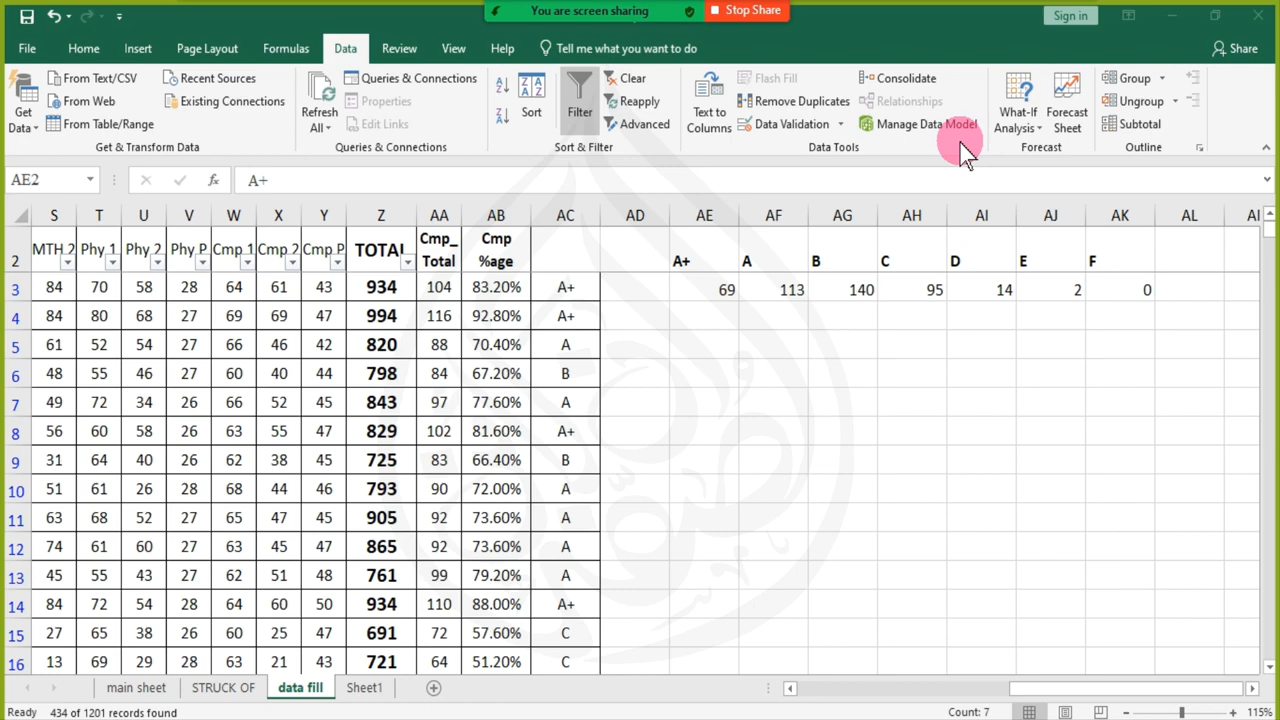 You are screen sharing Stop Share
Sign in
File Home Insert Page Layout Formulas Data Review View Help Tell me what you want to do Share
Get Data From Text/CSV From Web From Table/Range Recent Sources Existing Connections
Get & Transform Data
Refresh All Queries & Connections Properties Edit Links
Queries & Connections
Sort Filter Clear Reapply Advanced
Sort & Filter
Text to Columns Flash Fill Remove Duplicates Data Validation Consolidate Relationships Manage Data Model
Data Tools
What-If Analysis Forecast Sheet
Forecast
Group Ungroup Subtotal
Outline
AE2 fx A+
S T U V W X Y Z AA AB AC AD AE AF AG AH AI AJ AK AL
2 MTH 2 Phy 1 Phy 2 Phy P Cmp 1 Cmp 2 Cmp P TOTAL Cmp_ Total Cmp %age A+ A B C D E F
3 84 70 58 28 64 61 43 934 104 83.20% A+ 69 113 140 95 14 2 0
4 84 80 68 27 69 69 47 994 116 92.80% A+
5 61 52 54 27 66 46 42 820 88 70.40% A
6 48 55 46 27 60 40 44 798 84 67.20% B
7 49 72 34 26 66 52 45 843 97 77.60% A
8 56 60 58 26 63 55 47 829 102 81.60% A+
9 31 64 40 26 62 38 45 725 83 66.40% B
10 51 61 26 28 68 44 46 793 90 72.00% A
11 63 68 52 27 65 47 45 905 92 73.60% A
12 74 61 60 27 63 45 47 865 92 73.60% A
13 45 55 43 27 62 51 48 761 99 79.20% A
14 84 72 54 28 64 60 50 934 110 88.00% A+
15 27 65 38 26 60 25 47 691 72 57.60% C
16 13 69 29 28 63 21 43 721 64 51.20% C
main sheet STRUCK OF data fill Sheet1
Ready 434 of 1201 records found Count: 7 115%